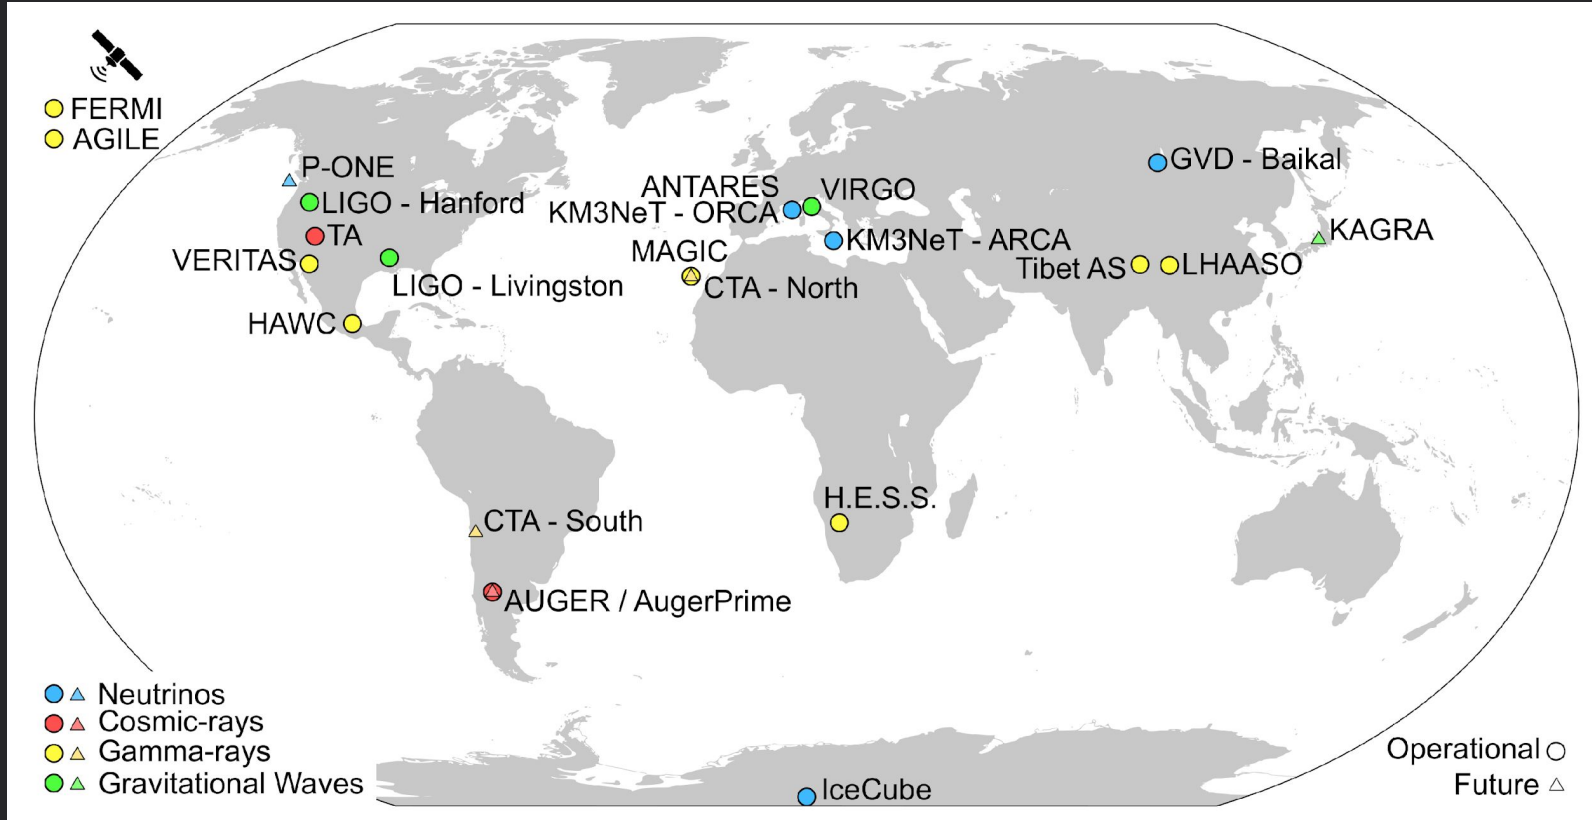 FERMI
AGILE
P-ONE
LIGO - Hanford
TA
VERITAS
LIGO - Livingston
HAWC
ANTARES
KM3NeT - ORCA
VIRGO
KM3NeT - ARCA
MAGIC
CTA - North
GVD - Baikal
KAGRA
Tibet AS
LHAASO
H.E.S.S.
CTA - South
AUGER / AugerPrime
IceCube
Neutrinos
Cosmic-rays
Gamma-rays
Gravitational Waves
Operational
Future